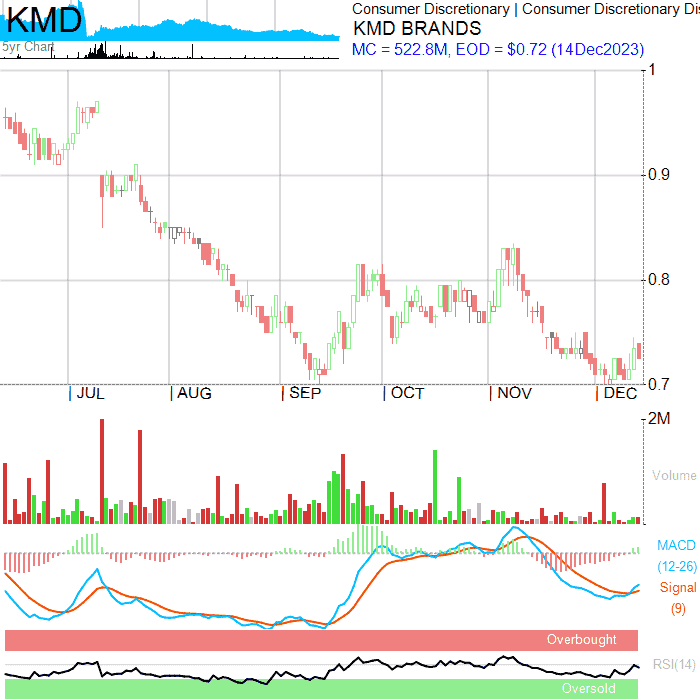 KMD
5yr Chart
Consumer Discretionary | Consumer Discretionary Dis
KMD BRANDS
MC = 522.8M, EOD = $0.72 (14Dec2023)
1
0.9
0.8
0.7
JUL AUG SEP OCT NOV DEC
2M
Volume
MACD
(12-26)
Signal
(9)
Overbought
RSI(14)
Oversold